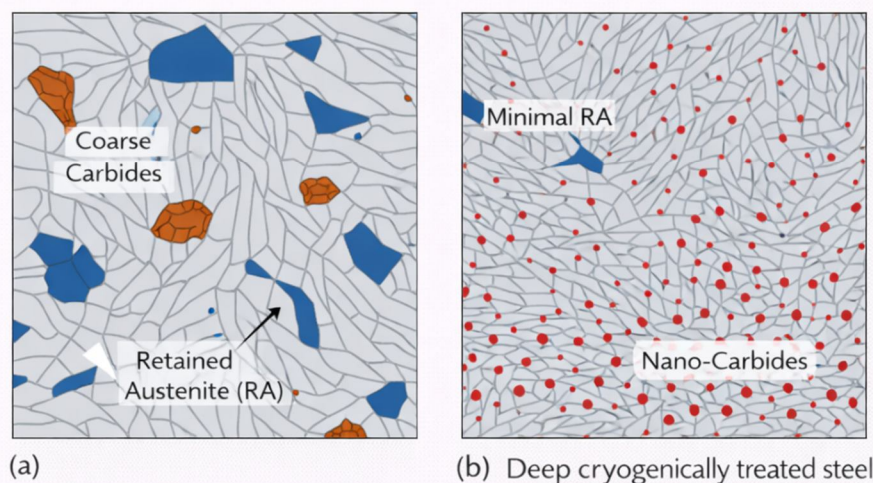 Coarse
Carbides
Retained
Austenite (RA)
Minimal RA
Nano-Carbides
(a)
(b) Deep cryogenically treated steel